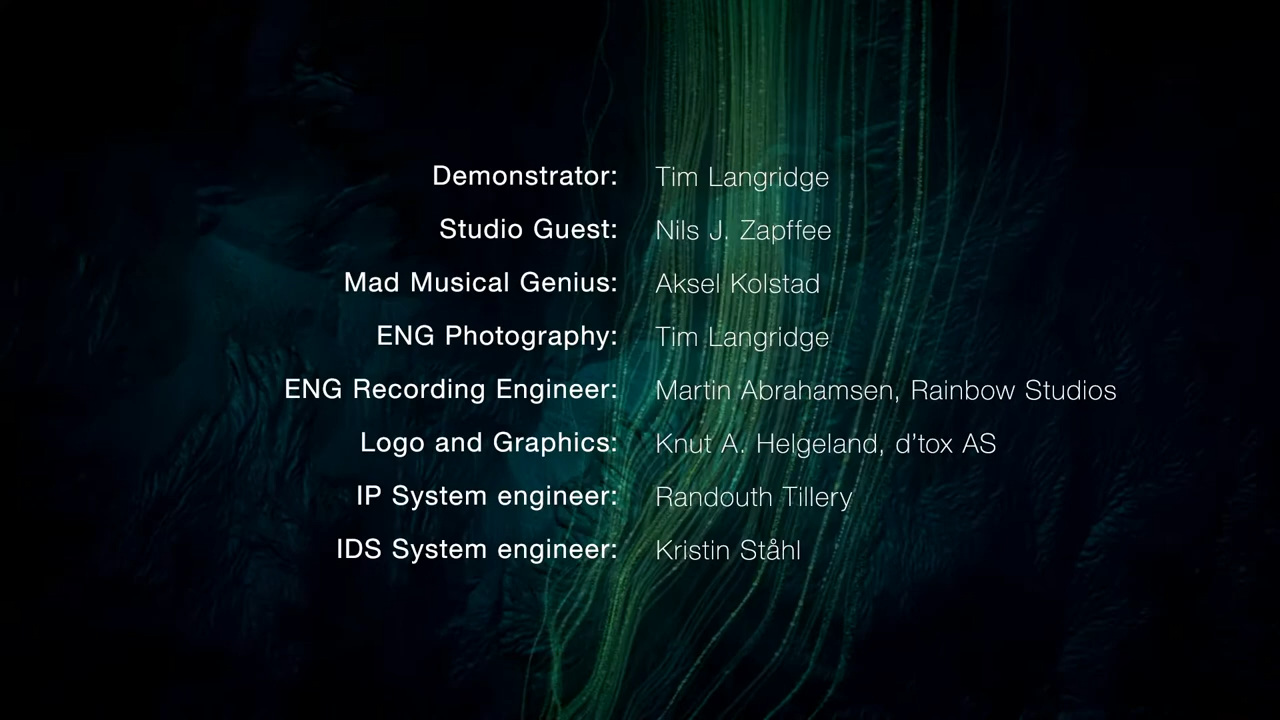 Demonstrator: Tim Langridge
Studio Guest: Nils J. Zapffee
Mad Musical Genius: Aksel Kolstad
ENG Photography: Tim Langridge
ENG Recording Engineer: Martin Abrahamsen, Rainbow Studios
Logo and Graphics: Knut A. Helgeland, d'tox AS
IP System engineer: Randouth Tillery
IDS System engineer: Kristin Ståhl